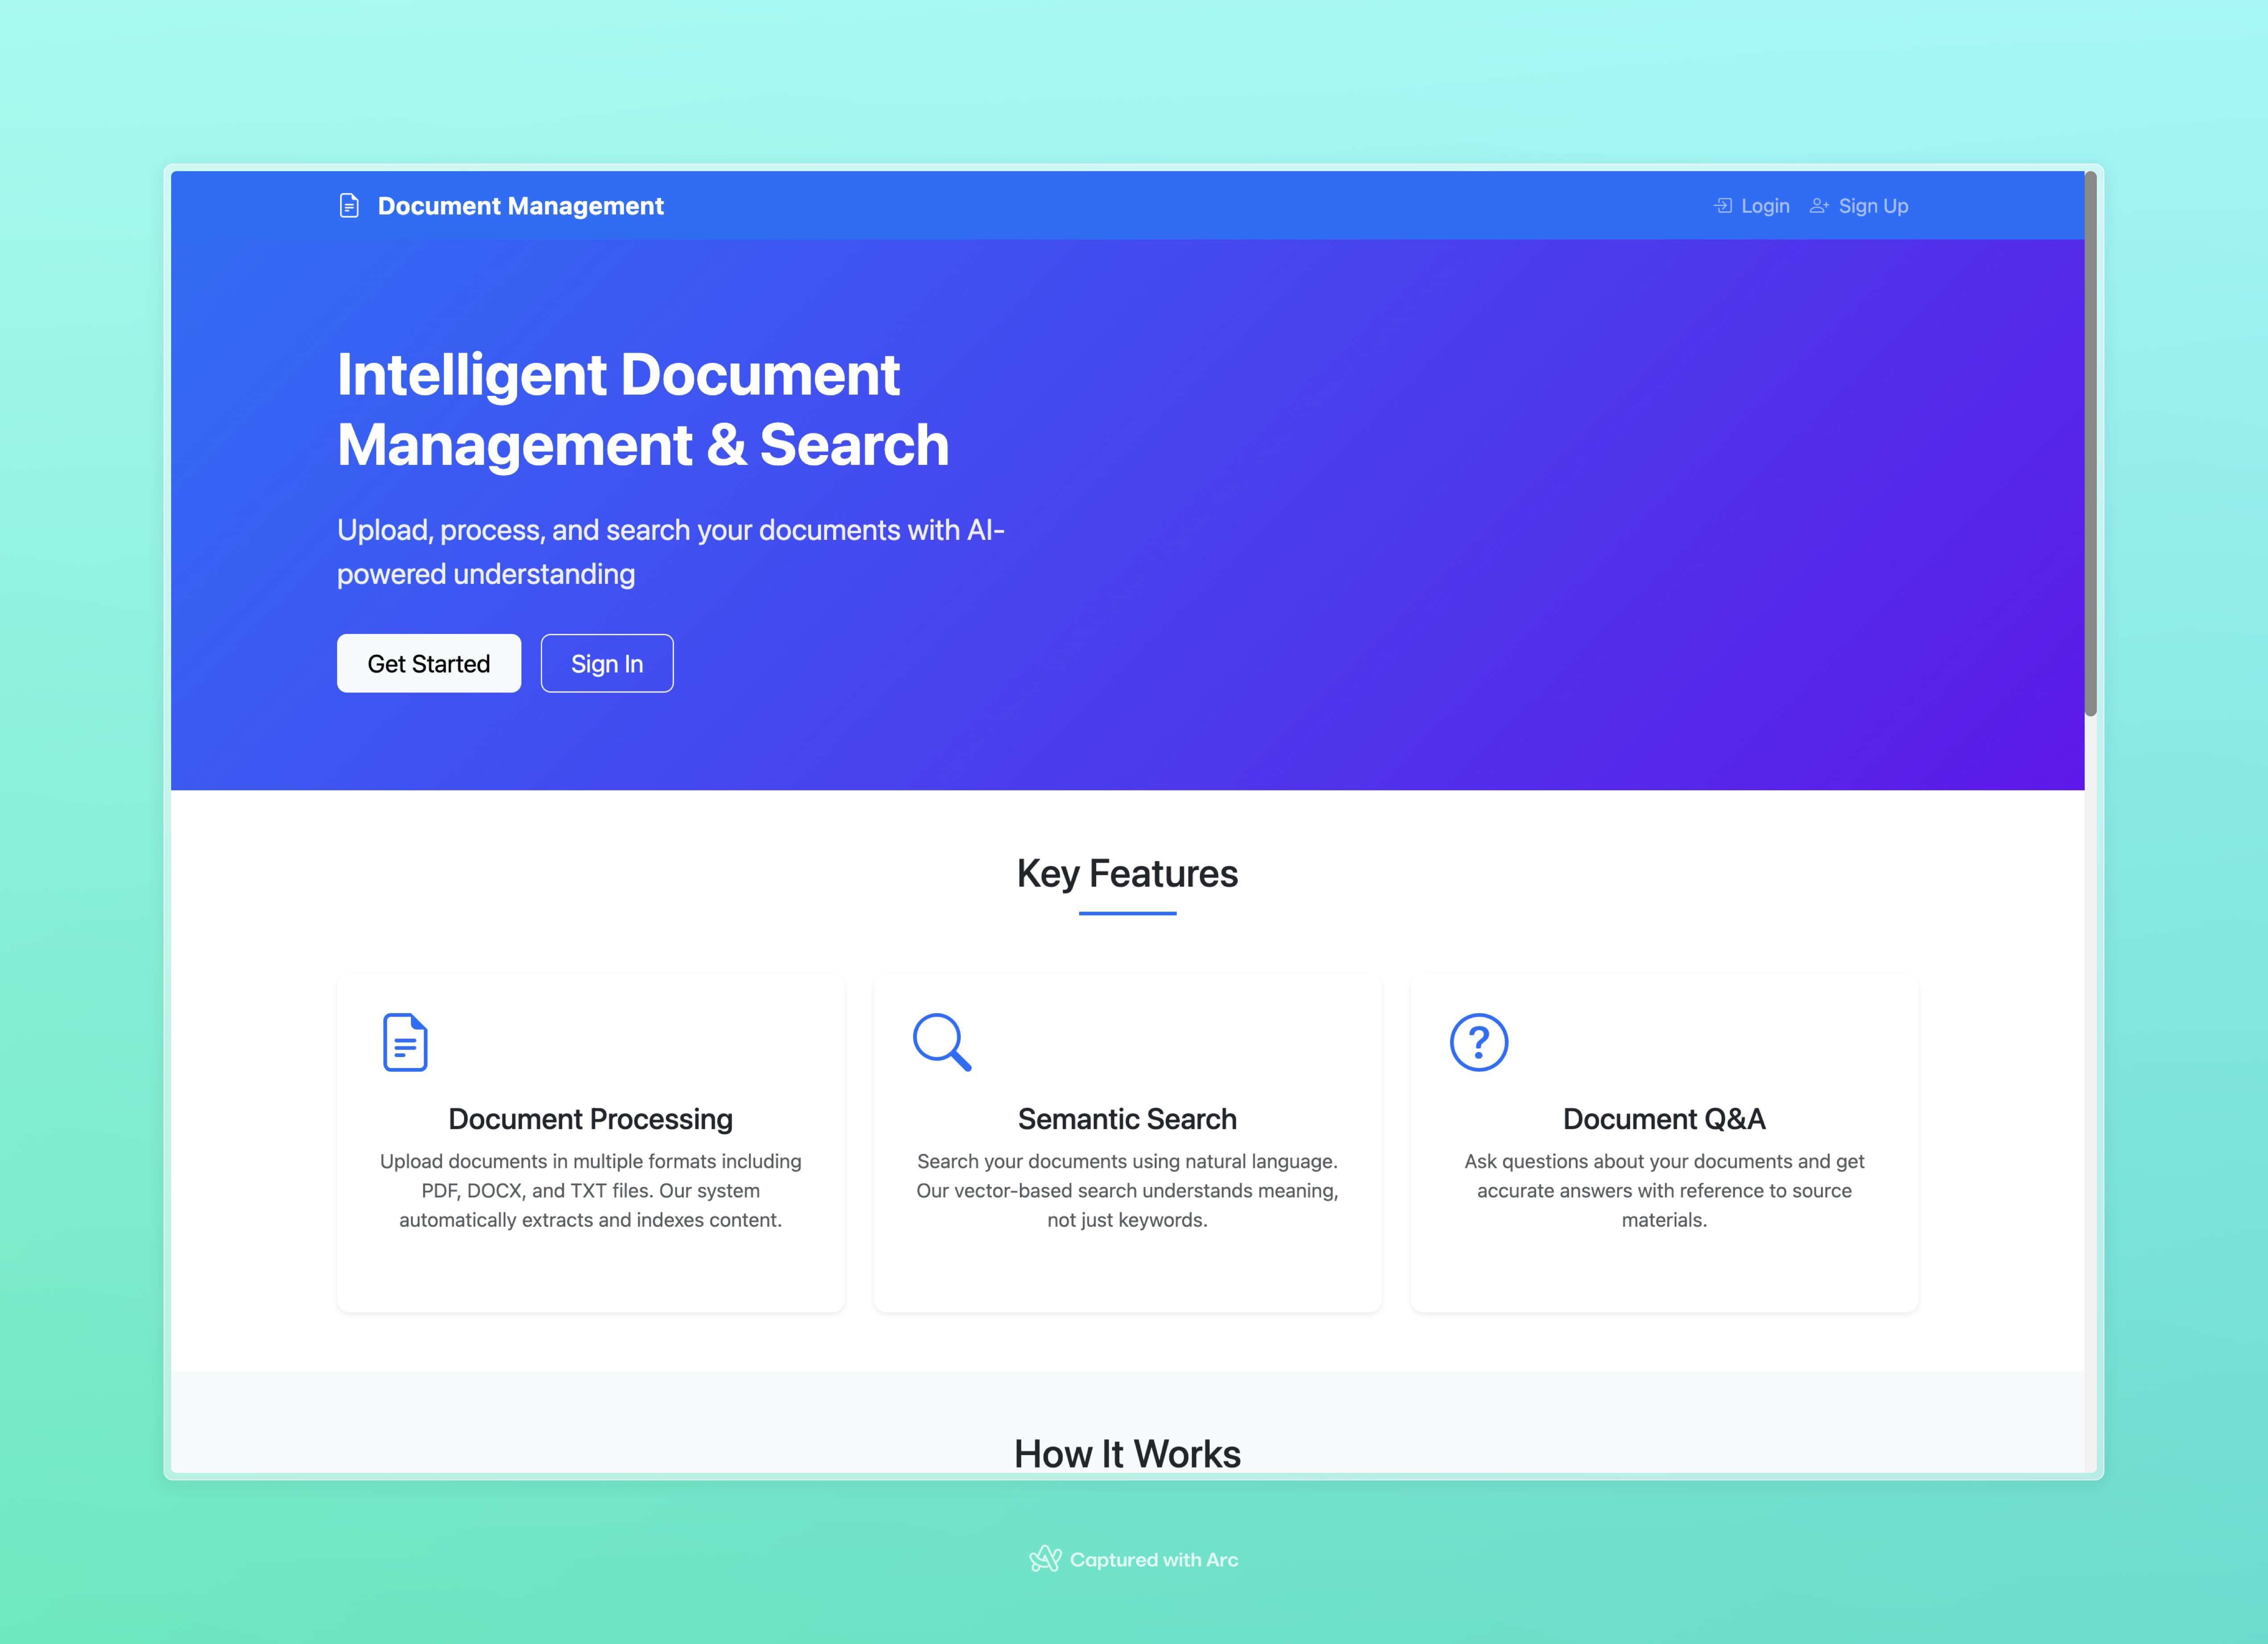 Document Management
Login
Sign Up
Intelligent Document
Management & Search
Upload, process, and search your documents with AI-
powered understanding
Get Started
Sign In
Key Features
Document Processing
Upload documents in multiple formats including
PDF, DOCX, and TXT files. Our system
automatically extracts and indexes content.
Semantic Search
Search your documents using natural language.
Our vector-based search understands meaning,
not just keywords.
Document Q&A
Ask questions about your documents and get
accurate answers with reference to source
materials.
How It Works
Captured with Arc